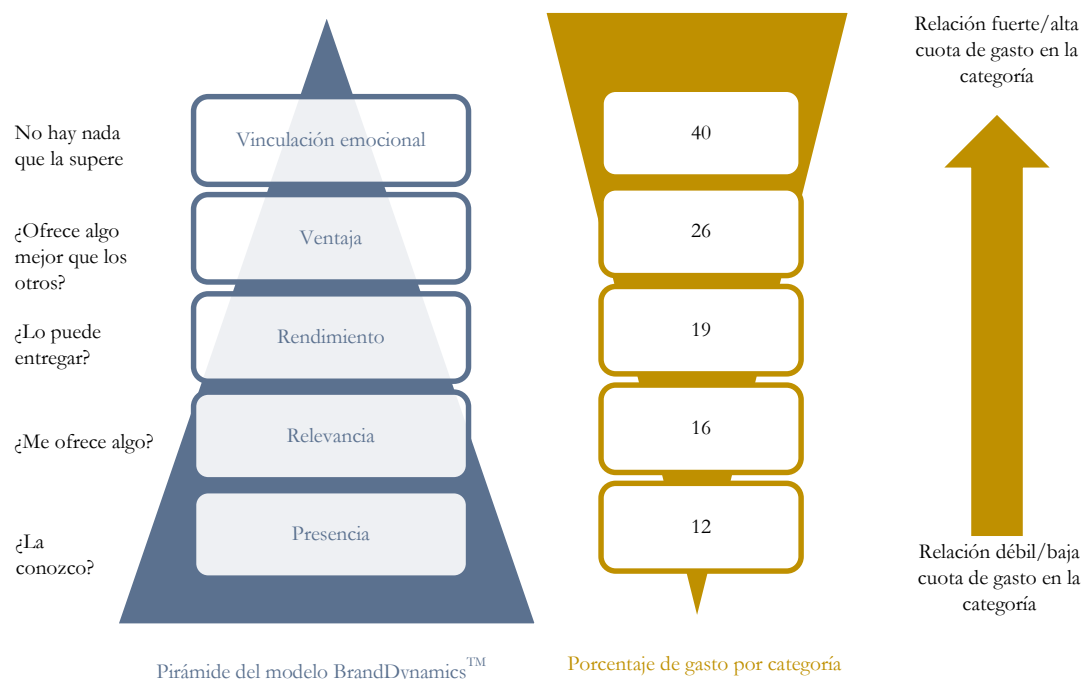 Relación fuerte/alta
cuota de gasto en la
categoría
No hay nada
que la supere
Vinculación emocional
40
¿Ofrece algo
mejor que los
otros?
Ventaja
26
¿Lo puede
entregar?
Rendimiento
19
¿Me ofrece algo?
Relevancia
16
¿La
conozco?
Presencia
12
Relación débil/baja
cuota de gasto en la
categoría
Pirámide del modelo BrandDynamics™
Porcentaje de gasto por categoría